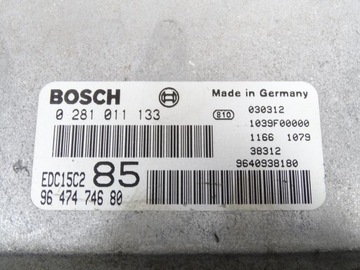 BOSCH
Made in Germany
0 281 011 133
810
030312
1039F00000
1166 1079
38312
9640938180
EDC15C2 85
96 474 746 80